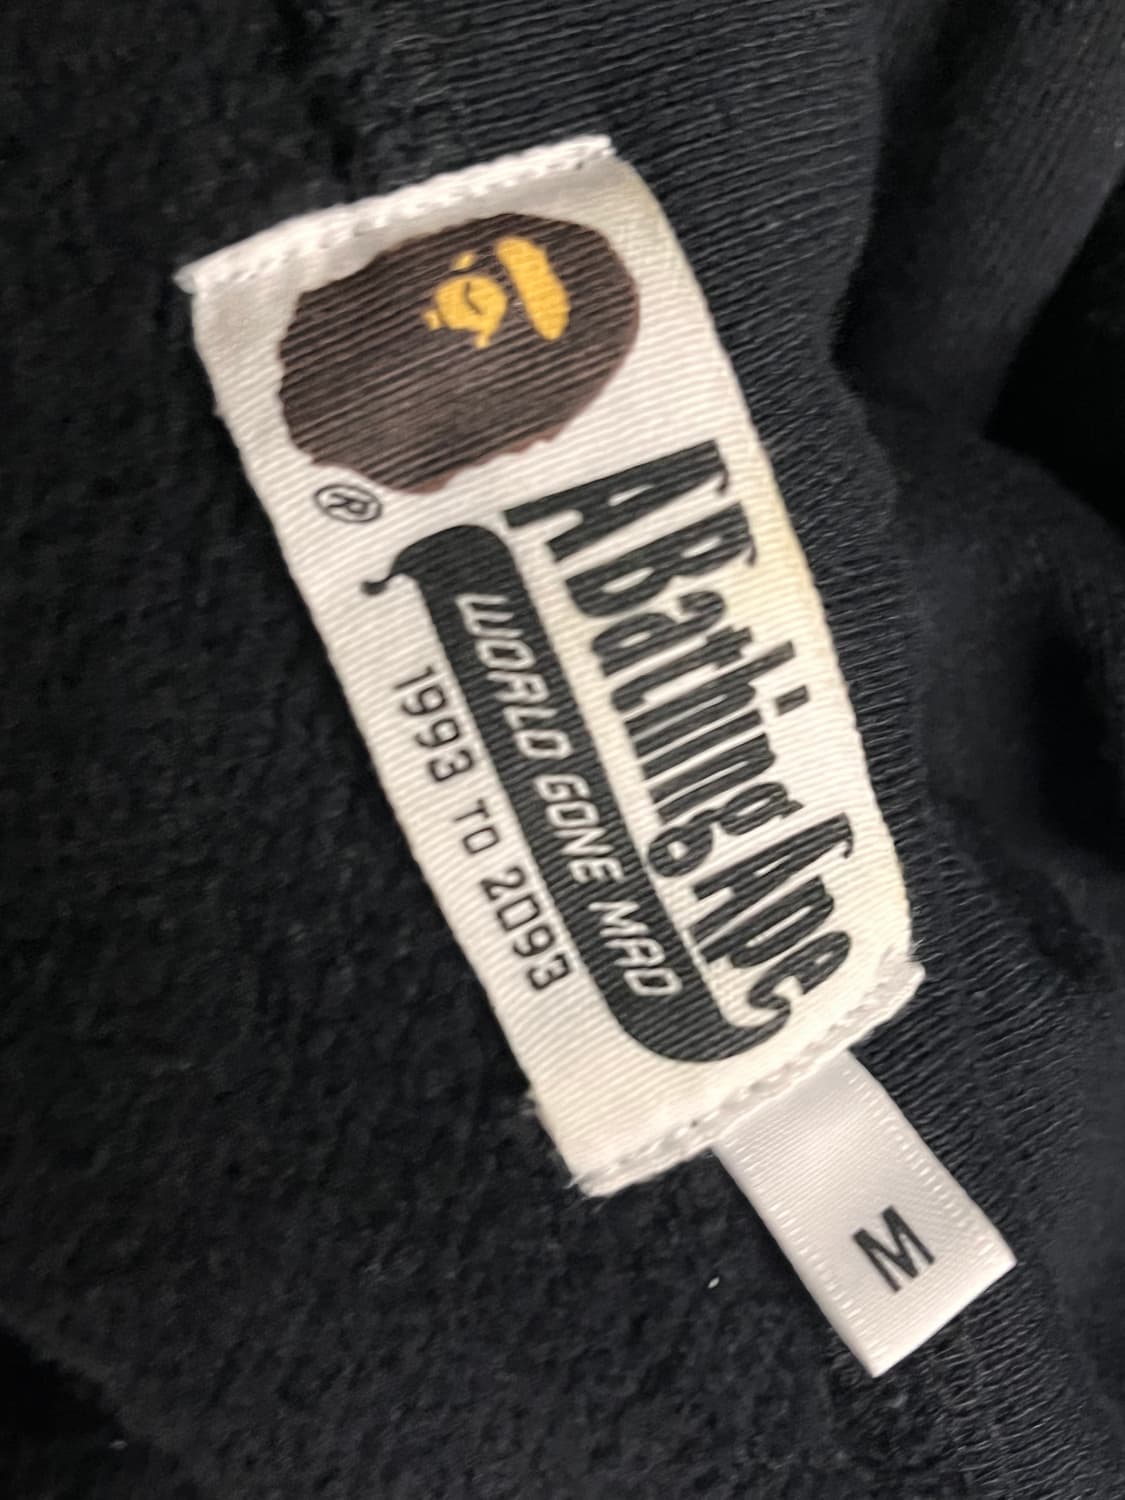 A Bathing Ape
®
WORLD GONE MAD
1993 TO 2093
M